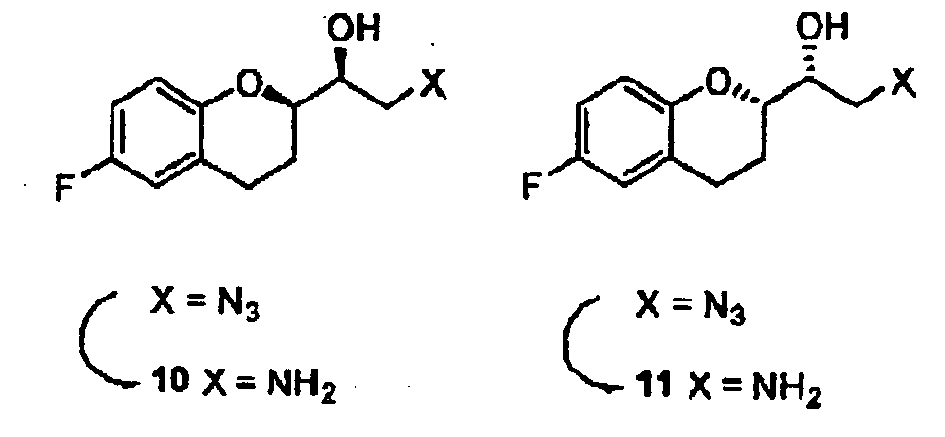 OH OH
O X O X
F F
X = N₃ X = N₃
10 X = NH₂ 11 X = NH₂